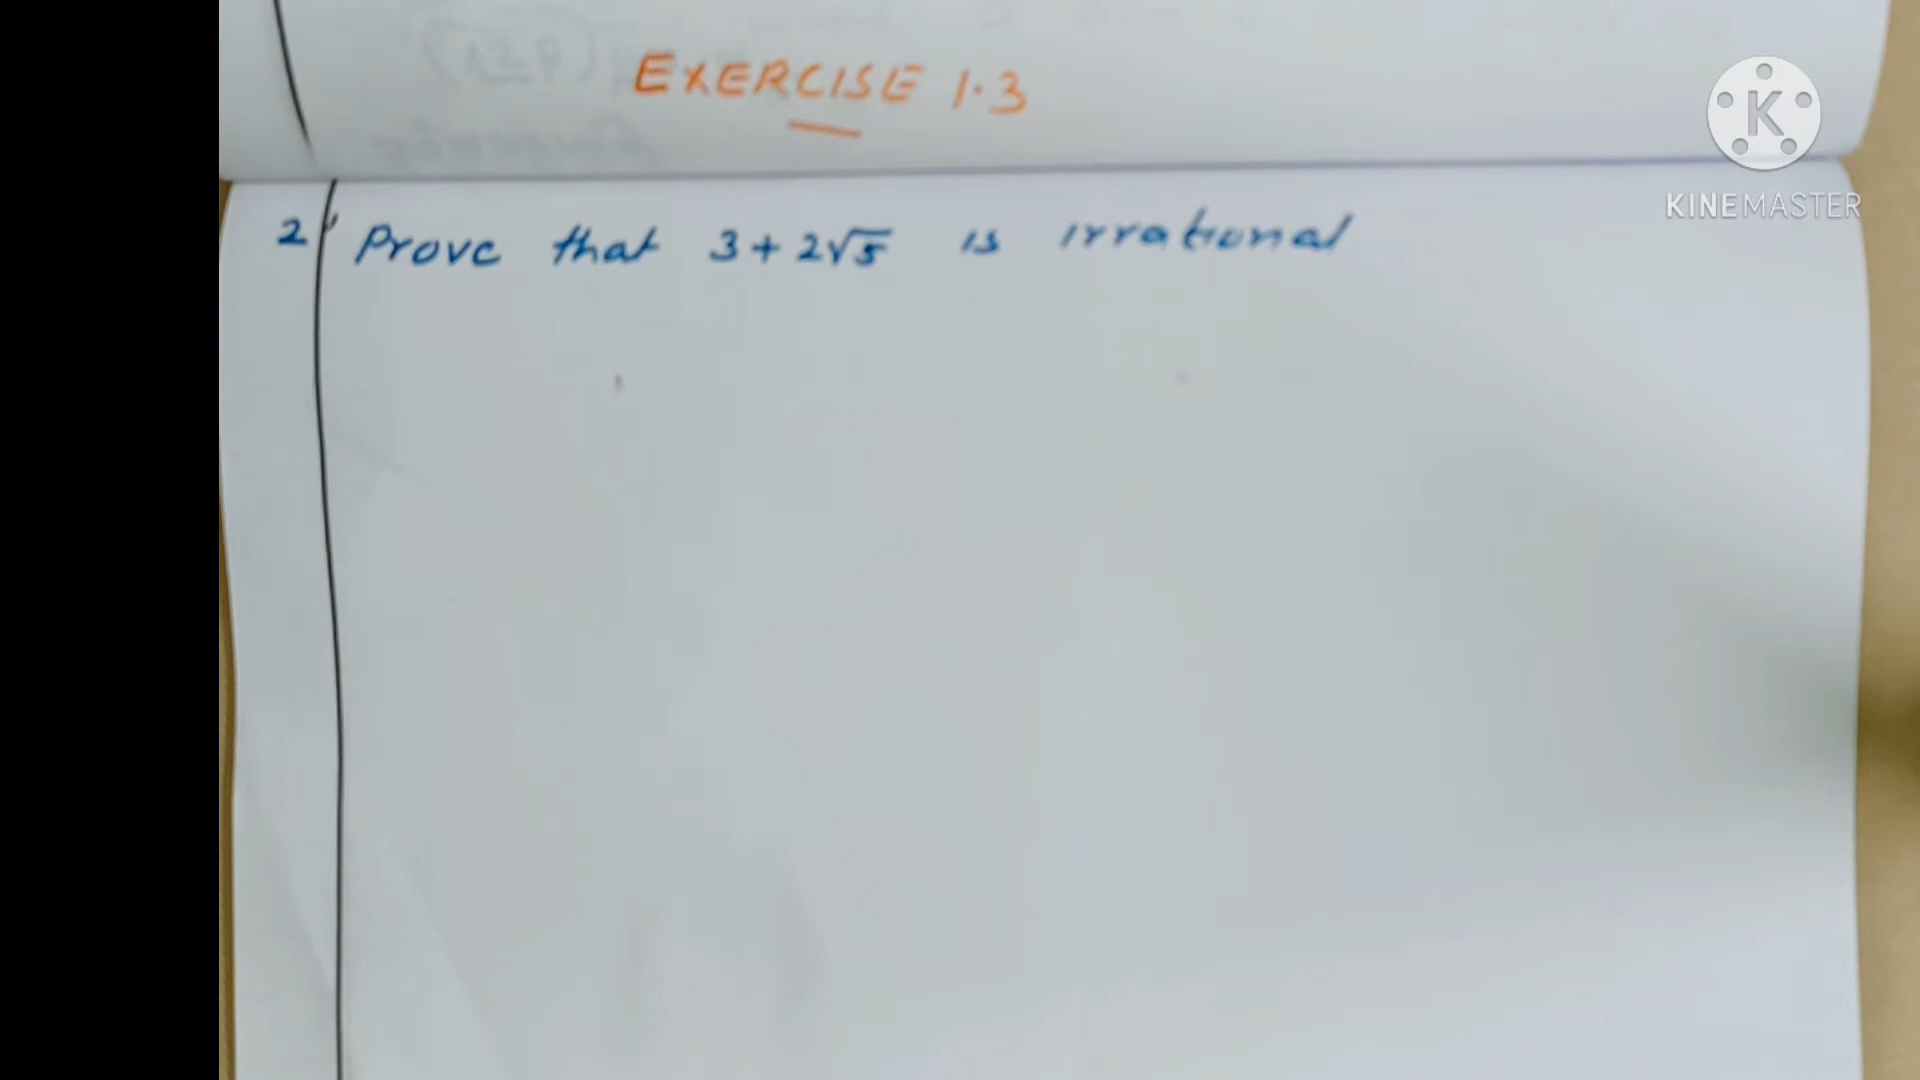 EXERCISE 1.3
K
KINEMASTER
2 Prove that 3 + 2√5 is irrational